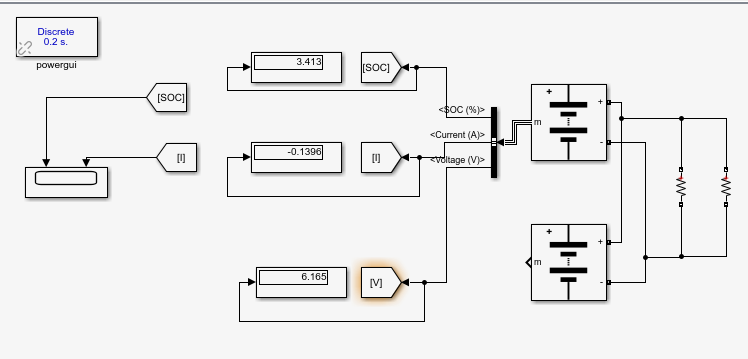 Discrete
0.2 s.
powergui
3.413
[SOC]
[SOC]
<SOC (%)>
<Current (A)>
<Voltage (V)>
-0.1396
[I]
[I]
6.165
[V]
+
m
-
+
+
m
-
+